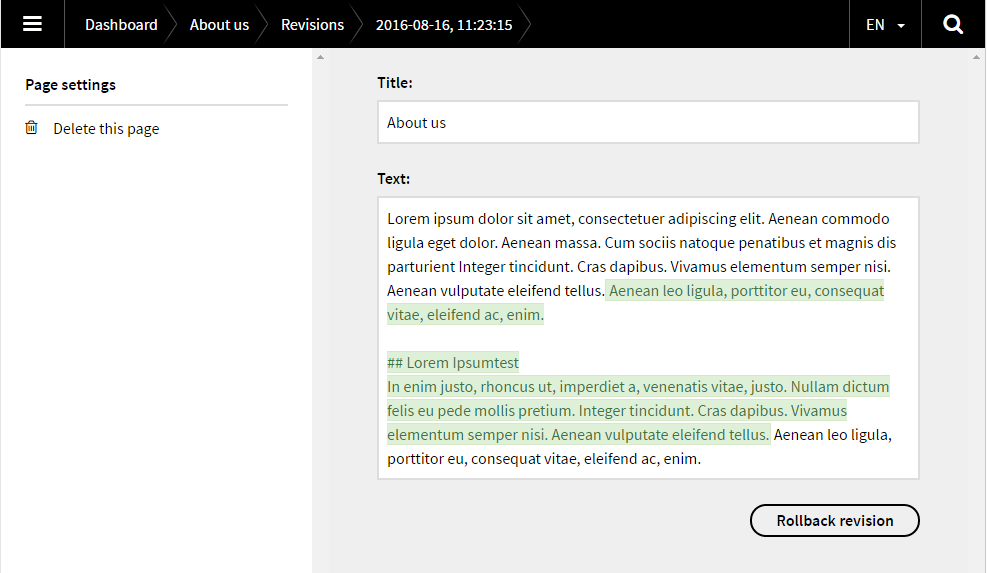 Dashboard About us Revisions 2016-08-16, 11:23:15 EN
Page settings
Delete this page
Title:
About us
Text:
Lorem ipsum dolor sit amet, consectetuer adipiscing elit. Aenean commodo
ligula eget dolor. Aenean massa. Cum sociis natoque penatibus et magnis dis
parturient Integer tincidunt. Cras dapibus. Vivamus elementum semper nisi.
Aenean vulputate eleifend tellus. Aenean leo ligula, porttitor eu, consequat
vitae, eleifend ac, enim.
## Lorem Ipsumtest
In enim justo, rhoncus ut, imperdiet a, venenatis vitae, justo. Nullam dictum
felis eu pede mollis pretium. Integer tincidunt. Cras dapibus. Vivamus
elementum semper nisi. Aenean vulputate eleifend tellus. Aenean leo ligula,
porttitor eu, consequat vitae, eleifend ac, enim.
Rollback revision